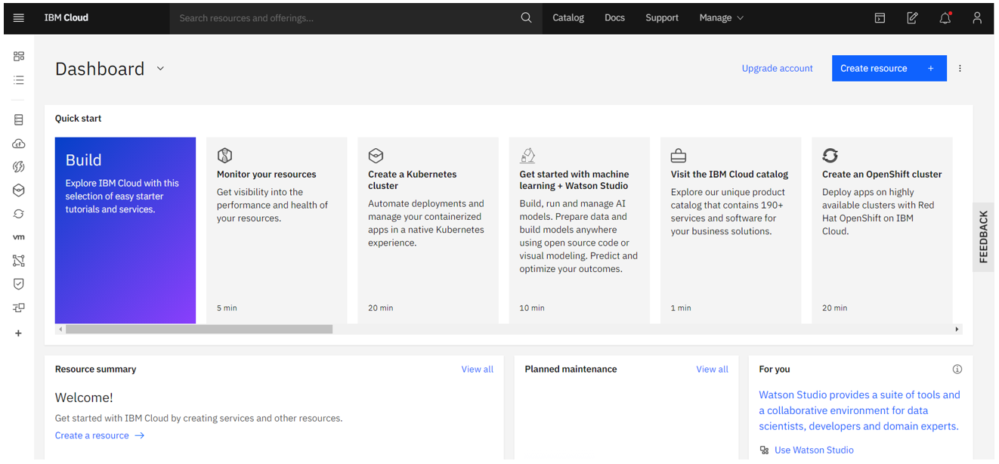 IBM Cloud
Search resources and offerings...
Catalog
Docs
Support
Manage
Dashboard
Upgrade account
Create resource +
Quick start
Build
Explore IBM Cloud with this
selection of easy starter
tutorials and services.
Monitor your resources
Get visibility into the
performance and health of
your resources.
5 min
Create a Kubernetes
cluster
Automate deployments and
manage your containerized
apps in a native Kubernetes
experience.
20 min
Get started with machine
learning + Watson Studio
Build, run and manage AI
models. Prepare data and
build models anywhere
using open source code or
visual modeling. Predict and
optimize your outcomes.
10 min
Visit the IBM Cloud catalog
Explore our unique product
catalog that contains 190+
services and software for
your business solutions.
1 min
Create an OpenShift cluster
Deploy apps on highly
available clusters with Red
Hat OpenShift on IBM
Cloud.
20 min
FEEDBACK
cf
vm
Resource summary
View all
Welcome!
Get started with IBM Cloud by creating services and other resources.
Create a resource →
Planned maintenance
View all
For you
Watson Studio provides a suite of tools and
a collaborative environment for data
scientists, developers and domain experts.
Use Watson Studio